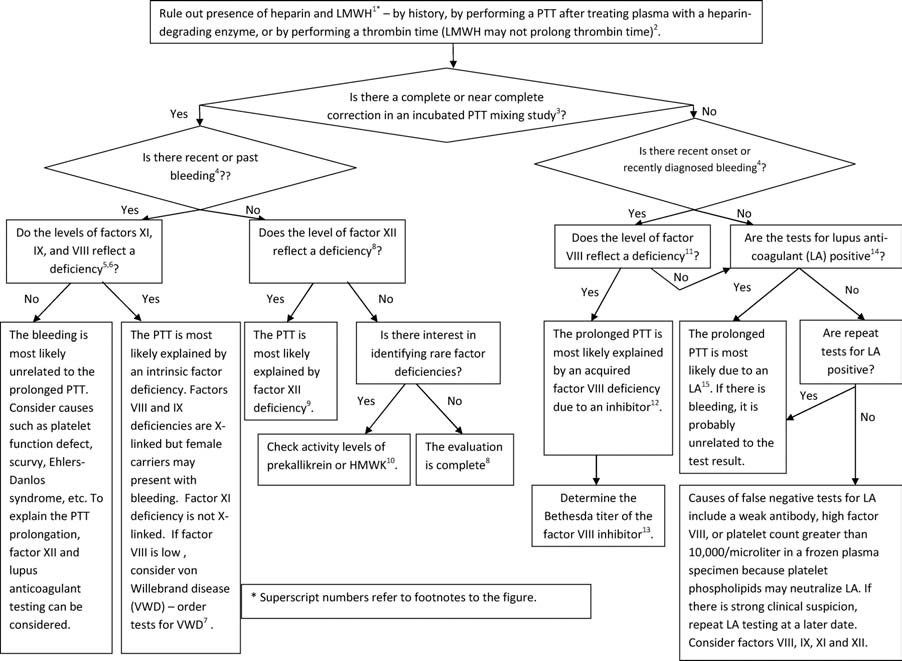 Rule out presence of heparin and LMWH1* – by history, by performing a PTT after treating plasma with a heparin-
degrading enzyme, or by performing a thrombin time (LMWH may not prolong thrombin time)2.
Is there a complete or near complete
correction in an incubated PTT mixing study3?
Yes
No
Is there recent or past
bleeding4??
Is there recent onset or
recently diagnosed bleeding4?
Yes
No
Yes
No
Do the levels of factors XI,
IX, and VIII reflect a
deficiency5,6?
Does the level of factor XII
reflect a deficiency8?
Does the level of factor
VIII reflect a deficiency11?
Are the tests for lupus anti-
coagulant (LA) positive14?
No
No
Yes
Yes
No
Yes
Yes
No
The bleeding is
most likely
unrelated to the
prolonged PTT.
Consider causes
such as platelet
function defect,
scurvy, Ehlers-
Danlos
syndrome, etc. To
explain the PTT
prolongation,
factor XII and
lupus
anticoagulant
testing can be
considered.
The PTT is most
likely explained by
an intrinsic factor
deficiency. Factors
VIII and IX
deficiencies are X-
linked but female
carriers may
present with
bleeding. Factor XI
deficiency is not X-
linked. If factor
VIII is low ,
consider von
Willebrand disease
(VWD) – order
tests for VWD7 .
The PTT is
most likely
explained by
factor XII
deficiency9.
Is there interest in
identifying rare factor
deficiencies?
Yes
No
Check activity levels of
prekallikrein or HMWK10.
The evaluation
is complete8
The prolonged PTT is
most likely explained
by an acquired
factor VIII deficiency
due to an inhibitor12.
Determine the
Bethesda titer of the
factor VIII inhibitor13.
The prolonged
PTT is most
likely due to an
LA15. If there is
bleeding, it is
probably
unrelated to the
test result.
Are repeat
tests for LA
positive?
Yes
No
Causes of false negative tests for LA
include a weak antibody, high factor
VIII, or platelet count greater than
10,000/microliter in a frozen plasma
specimen because platelet
phospholipids may neutralize LA. If
there is strong clinical suspicion,
repeat LA testing at a later date.
Consider factors VIII, IX, XI and XII.
* Superscript numbers refer to footnotes to the figure.